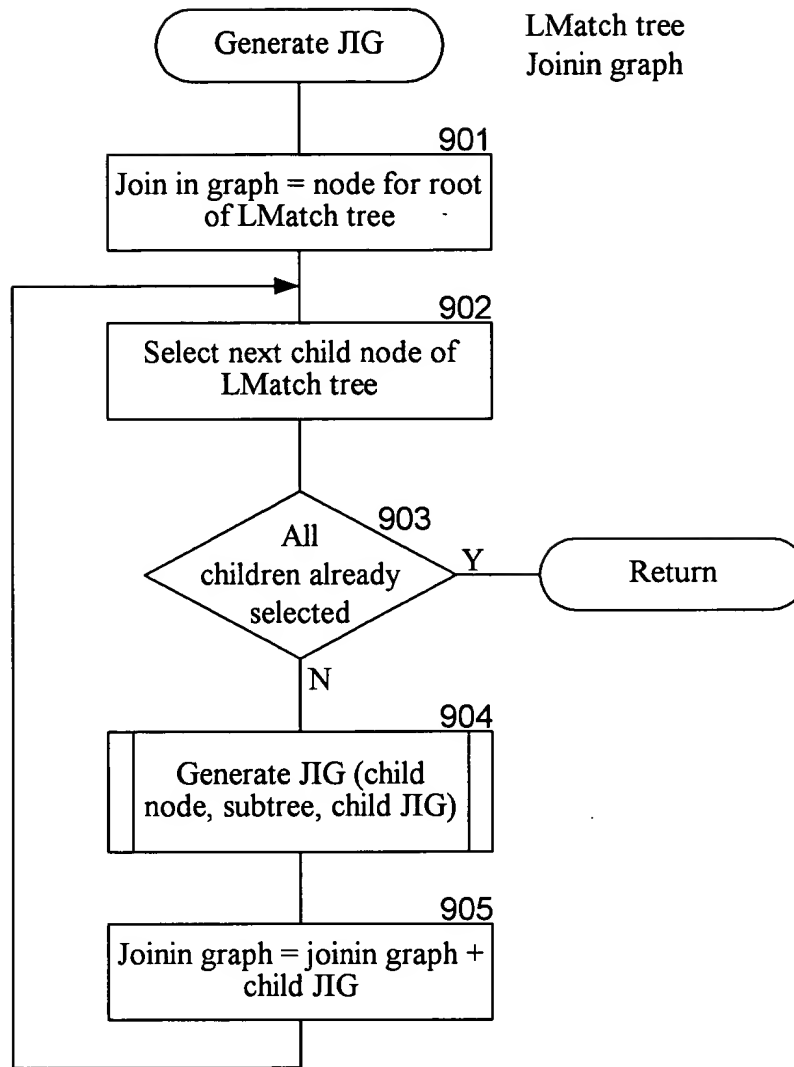 Generate JIG
LMatch tree
Joinin graph
901
Join in graph = node for root
of LMatch tree
902
Select next child node of
LMatch tree
903
All
children already
selected
Y
Return
N
904
Generate JIG (child
node, subtree, child JIG)
905
Joinin graph = joinin graph +
child JIG